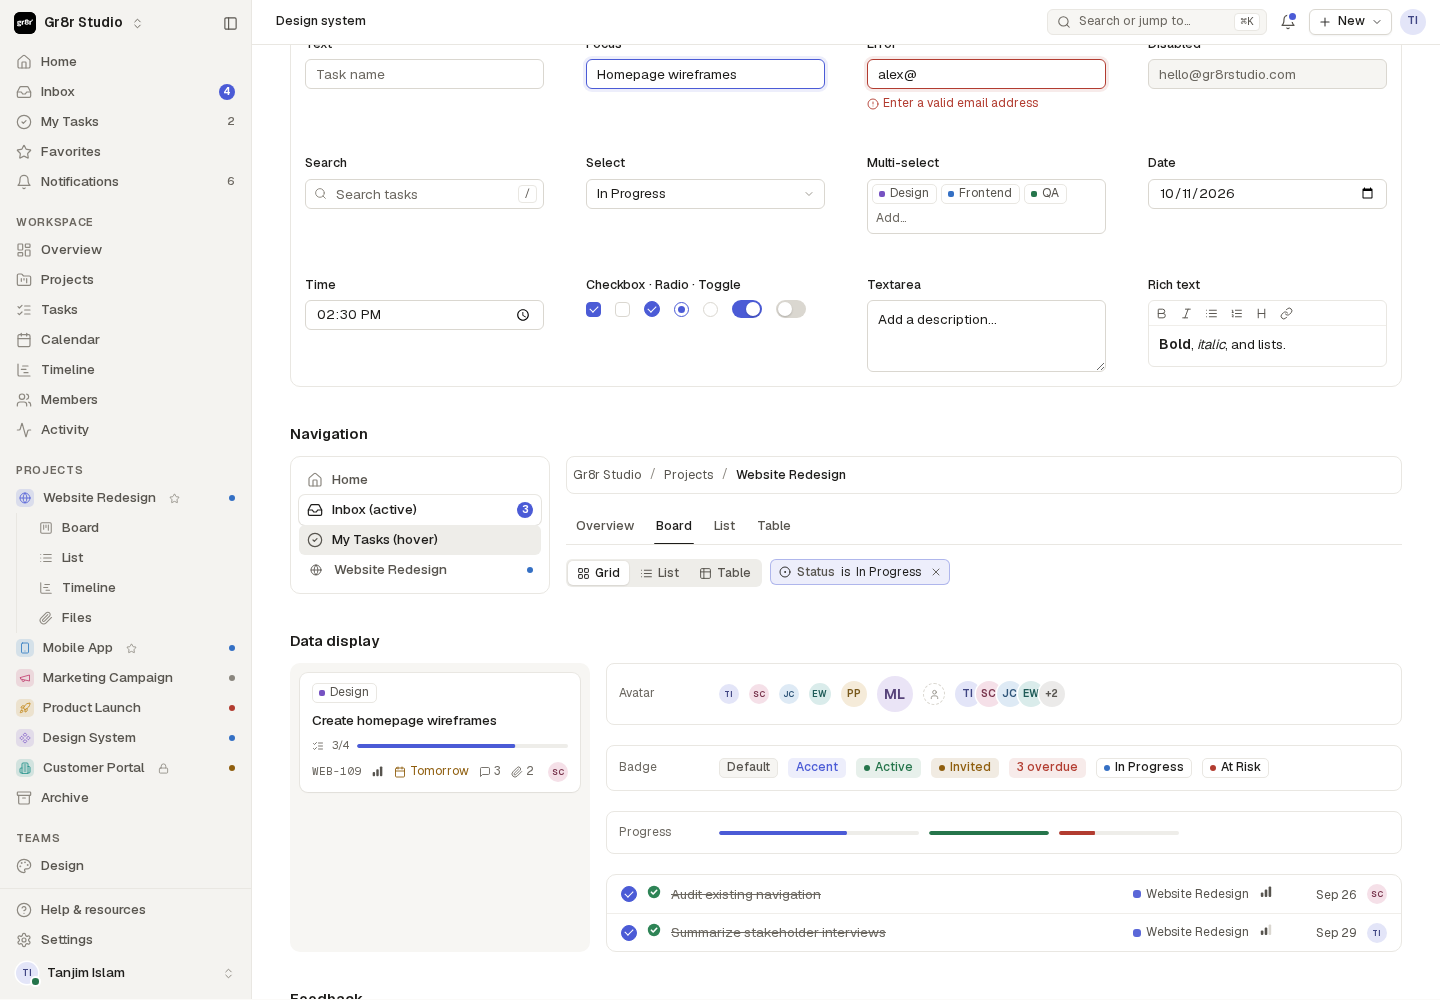 gr8r
Gr8r Studio
Home
Inbox 4
My Tasks 2
Favorites
Notifications 6
WORKSPACE
Overview
Projects
Tasks
Calendar
Timeline
Members
Activity
PROJECTS
Website Redesign
Board
List
Timeline
Files
Mobile App
Marketing Campaign
Product Launch
Design System
Customer Portal
Archive
TEAMS
Design
Help & resources
Settings
TI Tanjim Islam
Design system
Search or jump to... ⌘K
New
TI
Text
Focus
Error
Disabled
Task name
Homepage wireframes
alex@
hello@gr8rstudio.com
Enter a valid email address
Search
Select
Multi-select
Date
Search tasks /
In Progress
Design Frontend QA
Add...
10/11/2026
Time
Checkbox · Radio · Toggle
Textarea
Rich text
02:30 PM
Add a description...
B I H
Bold, italic, and lists.
Navigation
Home
Inbox (active) 3
My Tasks (hover)
Website Redesign
Gr8r Studio / Projects / Website Redesign
Overview Board List Table
Grid List Table
Status is In Progress
Data display
Design
Create homepage wireframes
3/4
WEB-109 Tomorrow 3 2 SC
Avatar TI SC JC EW PP ML TI SC JC EW +2
Badge Default Accent Active Invited 3 overdue In Progress At Risk
Progress
Audit existing navigation Website Redesign Sep 26 SC
Summarize stakeholder interviews Website Redesign Sep 29 TI
Feedback